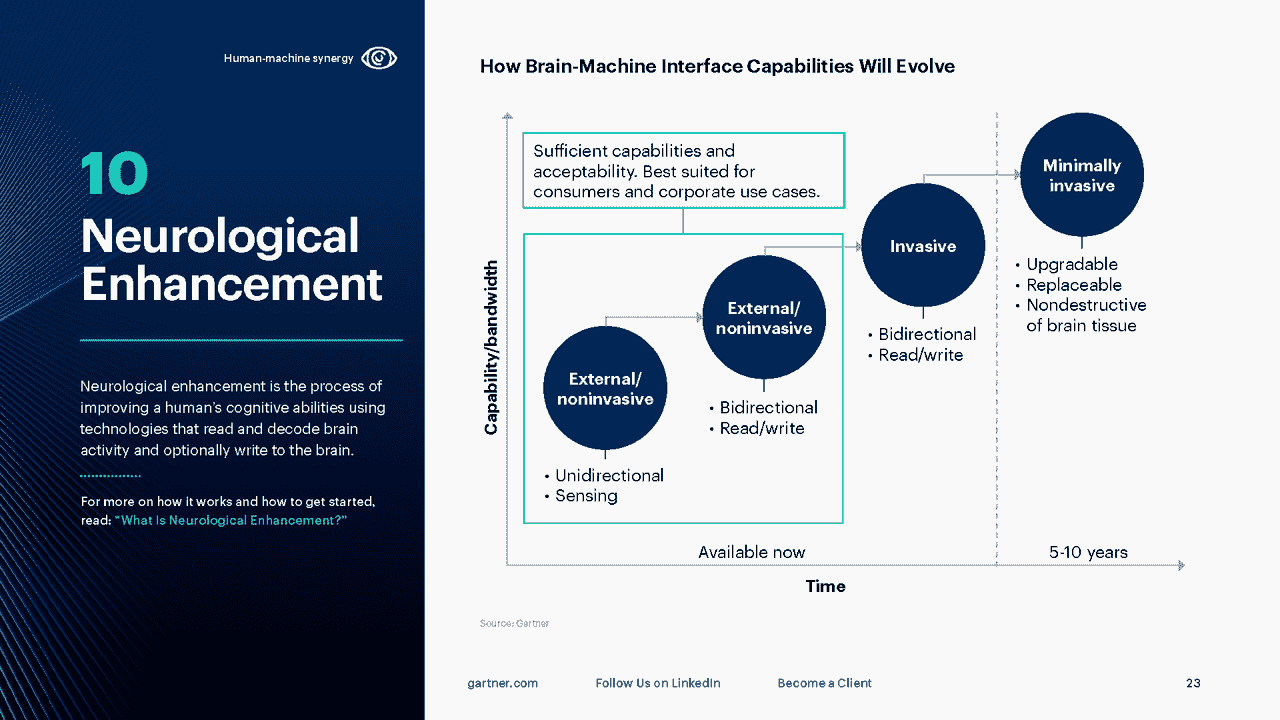 Human-machine synergy
10
Neurological
Enhancement
Neurological enhancement is the process of
improving a human's cognitive abilities using
technologies that read and decode brain
activity and optionally write to the brain.
For more on how it works and how to get started,
read: “What Is Neurological Enhancement?”
How Brain-Machine Interface Capabilities Will Evolve
Capability/bandwidth
Sufficient capabilities and
acceptability. Best suited for
consumers and corporate use cases.
External/
noninvasive
• Unidirectional
• Sensing
External/
noninvasive
• Bidirectional
• Read/write
Invasive
• Bidirectional
• Read/write
Minimally
invasive
• Upgradable
• Replaceable
• Nondestructive
of brain tissue
Available now
5-10 years
Time
Source: Gartner
gartner.com
Follow Us on LinkedIn
Become a Client
23